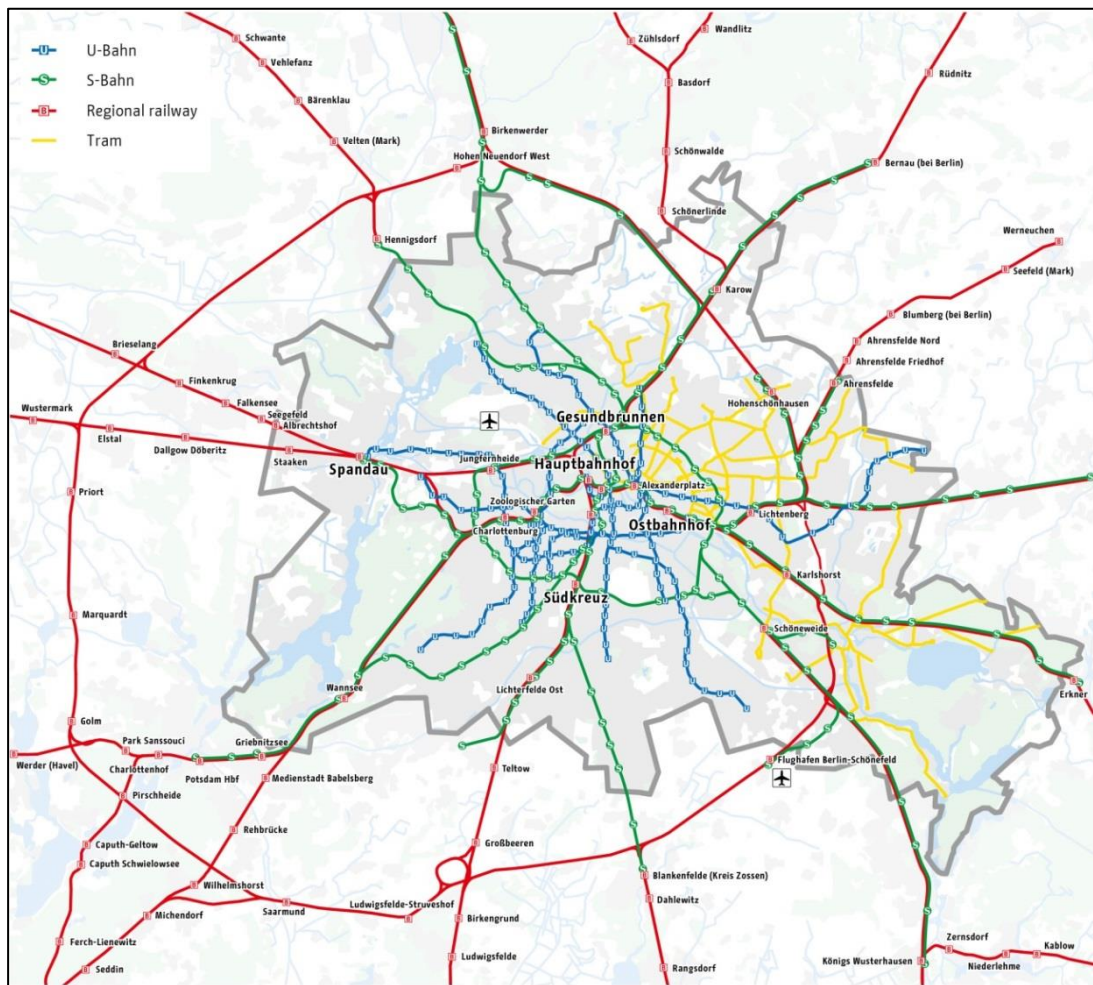 U-Bahn
S-Bahn
Regional railway
Tram
Schwante
Vehlefanz
Bärenklau
Velten (Mark)
Zühlsdorf
Wandlitz
Basdorf
Rüdnitz
Birkenwerder
Hohen Neuendorf West
Schönwalde
Bernau (bei Berlin)
Schönerlinde
Hennigsdorf
Werneuchen
Seefeld (Mark)
Karow
Blumberg (bei Berlin)
Ahrensfelde Nord
Ahrensfelde Friedhof
Ahrensfelde
Brieselang
Finkenkrug
Falkensee
Seegefeld
Albrechtshof
Wustermark
Elstal
Dallgow Döberitz
Staaken
Spandau
Hohenschönhausen
Gesundbrunnen
Jungfernheide
Hauptbahnhof
Alexanderplatz
Zoologischer Garten
Charlottenburg
Ostbahnhof
Lichtenberg
Priort
Karlshorst
Südkreuz
Marquardt
Schöneweide
Wannsee
Lichterfelde Ost
Erkner
Golm
Park Sanssouci
Griebnitzsee
Werder (Havel)
Charlottenhof
Potsdam Hbf
Medienstadt Babelsberg
Teltow
Flughafen Berlin-Schönefeld
Pirschheide
Rehbrücke
Caputh-Geltow
Caputh Schwielowsee
Großbeeren
Wilhelmshorst
Blankenfelde (Kreis Zossen)
Michendorf
Saarmund
Ludwigsfelde-Struveshof
Dahlewitz
Birkengrund
Ferch-Lienewitz
Seddin
Ludwigsfelde
Rangsdorf
Königs Wusterhausen
Zernsdorf
Niederlehme
Kablow